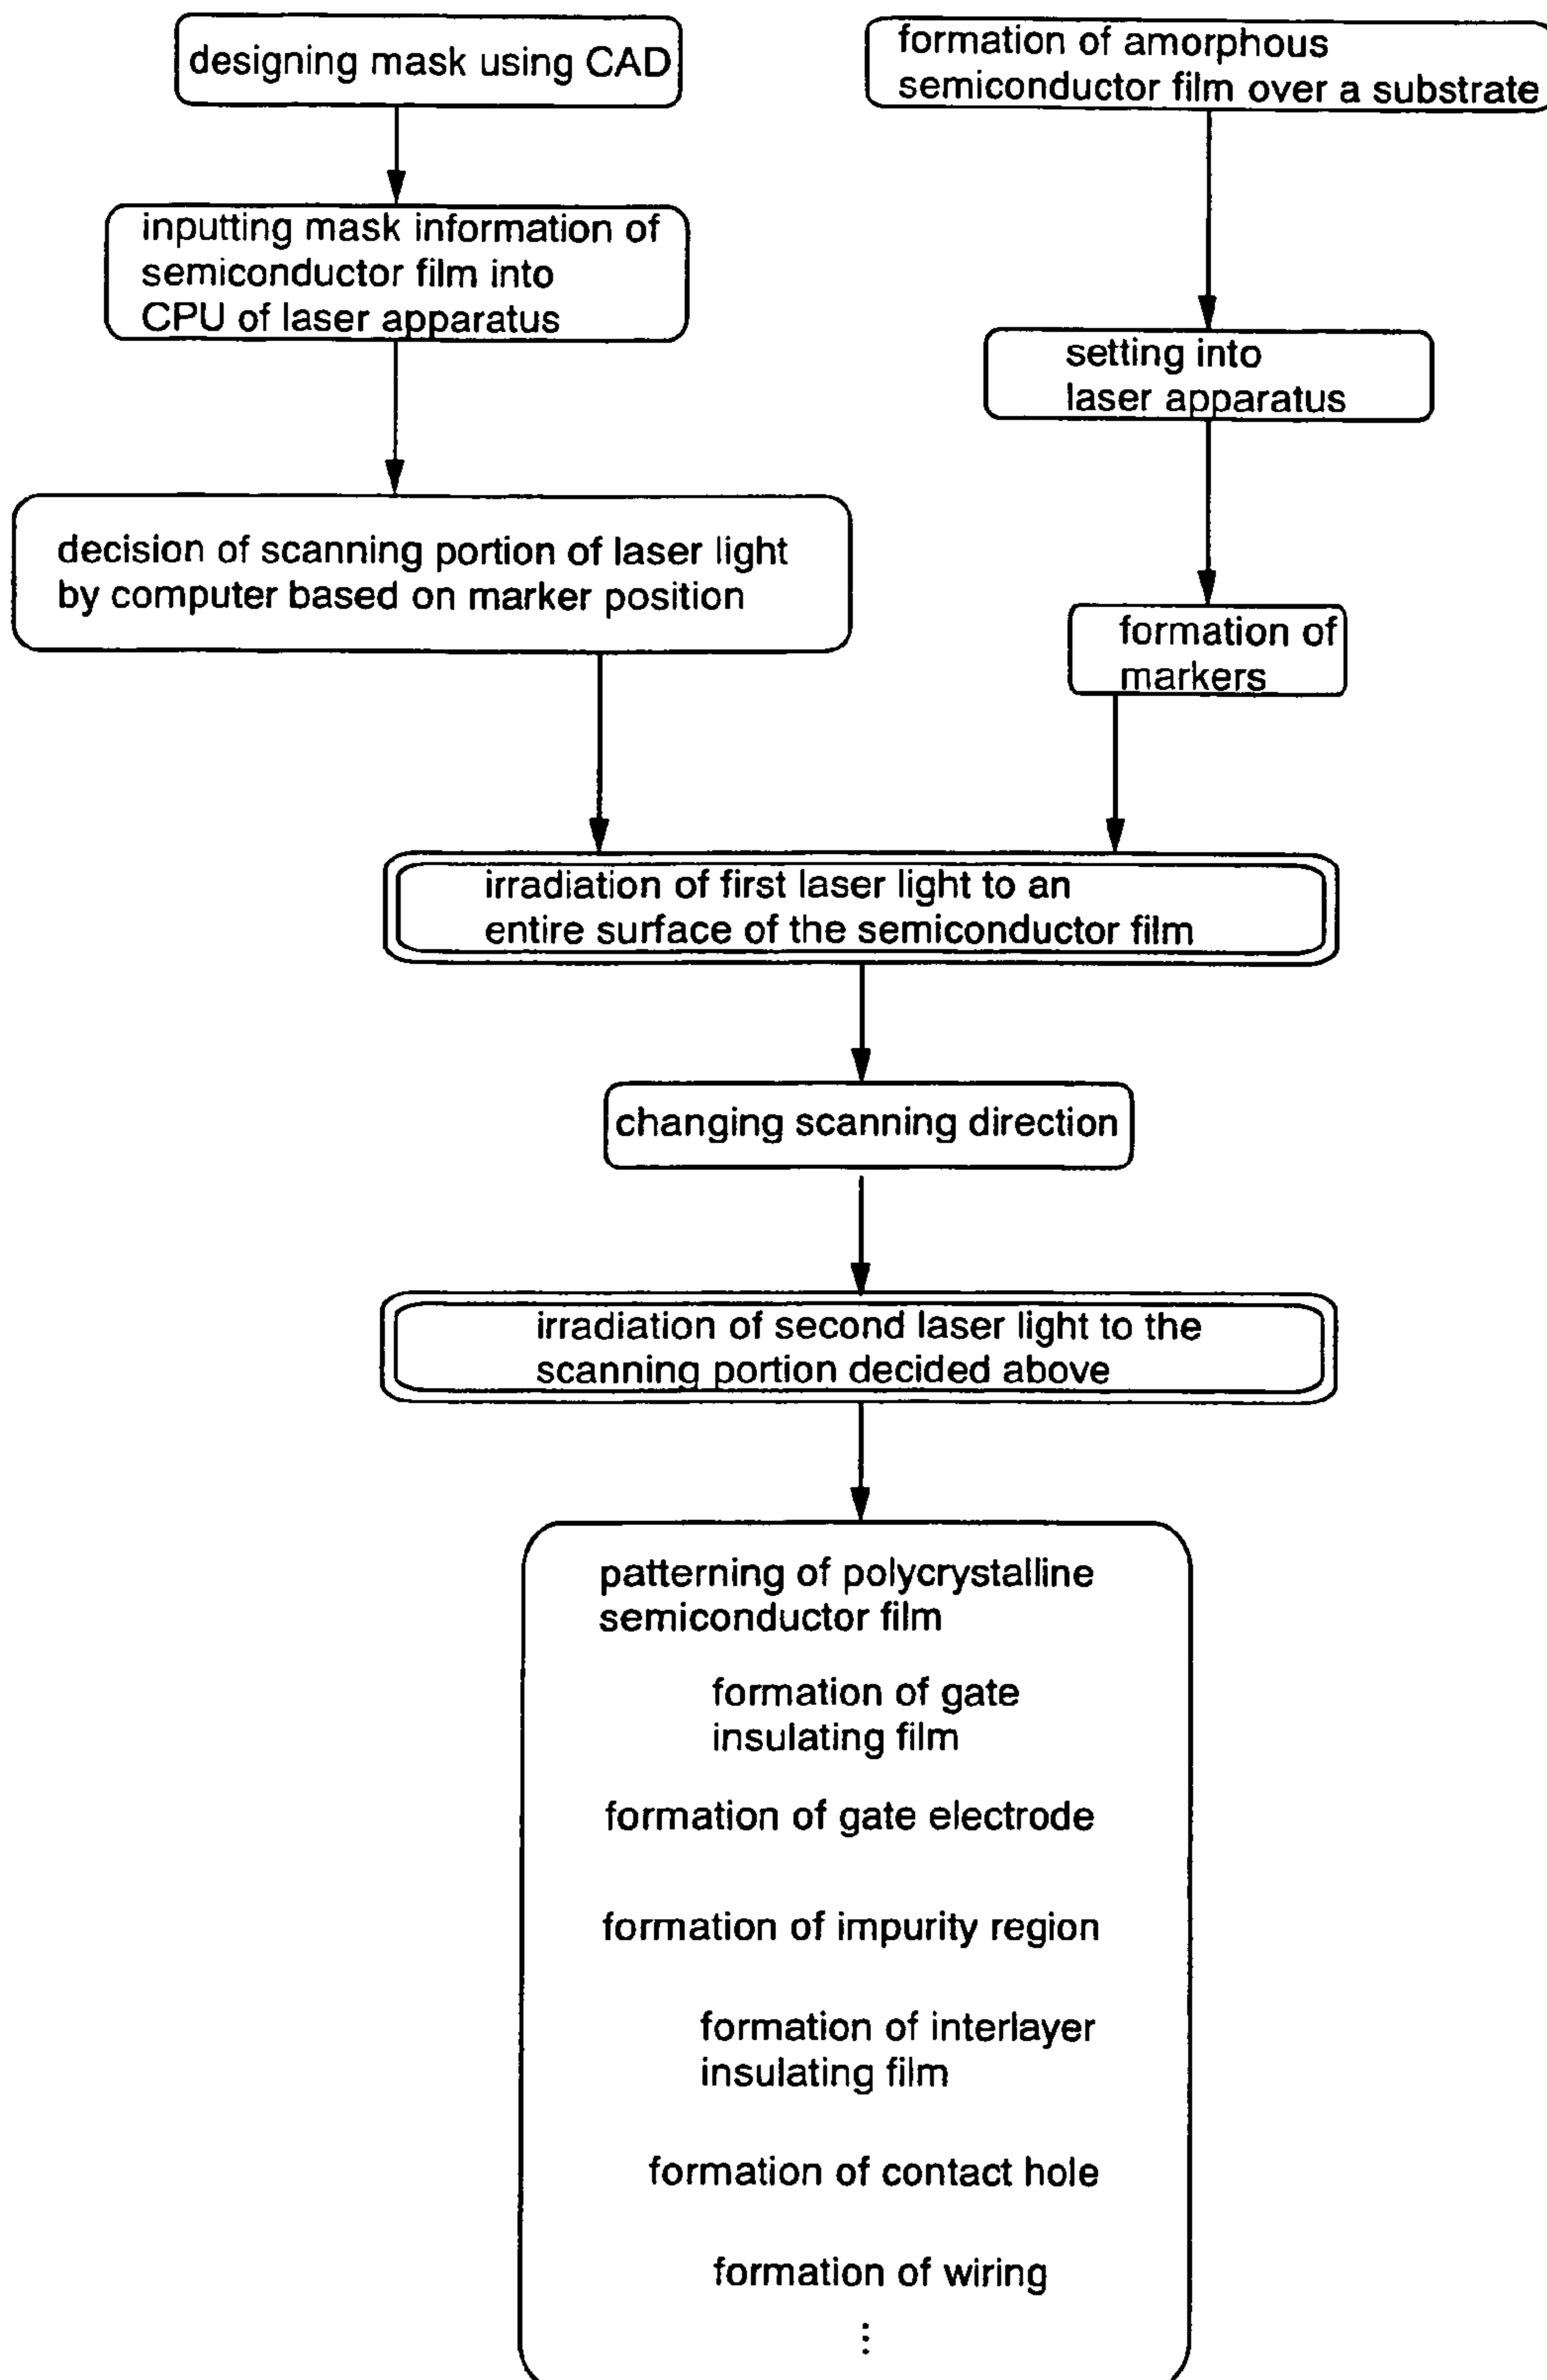 designing mask using CAD
formation of amorphous
semiconductor film over a substrate
inputting mask information of
semiconductor film into
CPU of laser apparatus
setting into
laser apparatus
decision of scanning portion of laser light
by computer based on marker position
formation of
markers
irradiation of first laser light to an
entire surface of the semiconductor film
changing scanning direction
irradiation of second laser light to the
scanning portion decided above
patterning of polycrystalline
semiconductor film
formation of gate
insulating film
formation of gate electrode
formation of impurity region
formation of interlayer
insulating film
formation of contact hole
formation of wiring
⋮